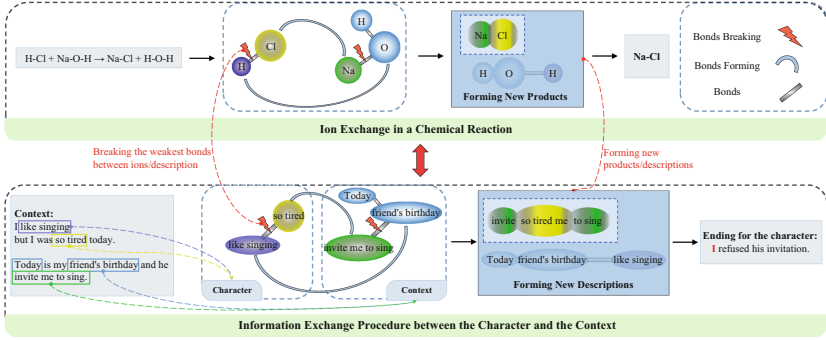 H-Cl + Na-O-H → Na-Cl + H-O-H
H
Cl
H
O
Na
Na Cl
H O H
Forming New Products
Na-Cl
Bonds Breaking
Bonds Forming
Bonds
Ion Exchange in a Chemical Reaction
Breaking the weakest bonds
between ions/description
Forming new
products/descriptions
Context:
I like singing
but I was so tired today.
Today is my friend's birthday and he
invite me to sing.
so tired
like singing
Character
Today
friend's birthday
invite me to sing
Context
invite so tired me to sing
Today friend's birthday like singing
Forming New Descriptions
Ending for the character:
I refused his invitation.
Information Exchange Procedure between the Character and the Context